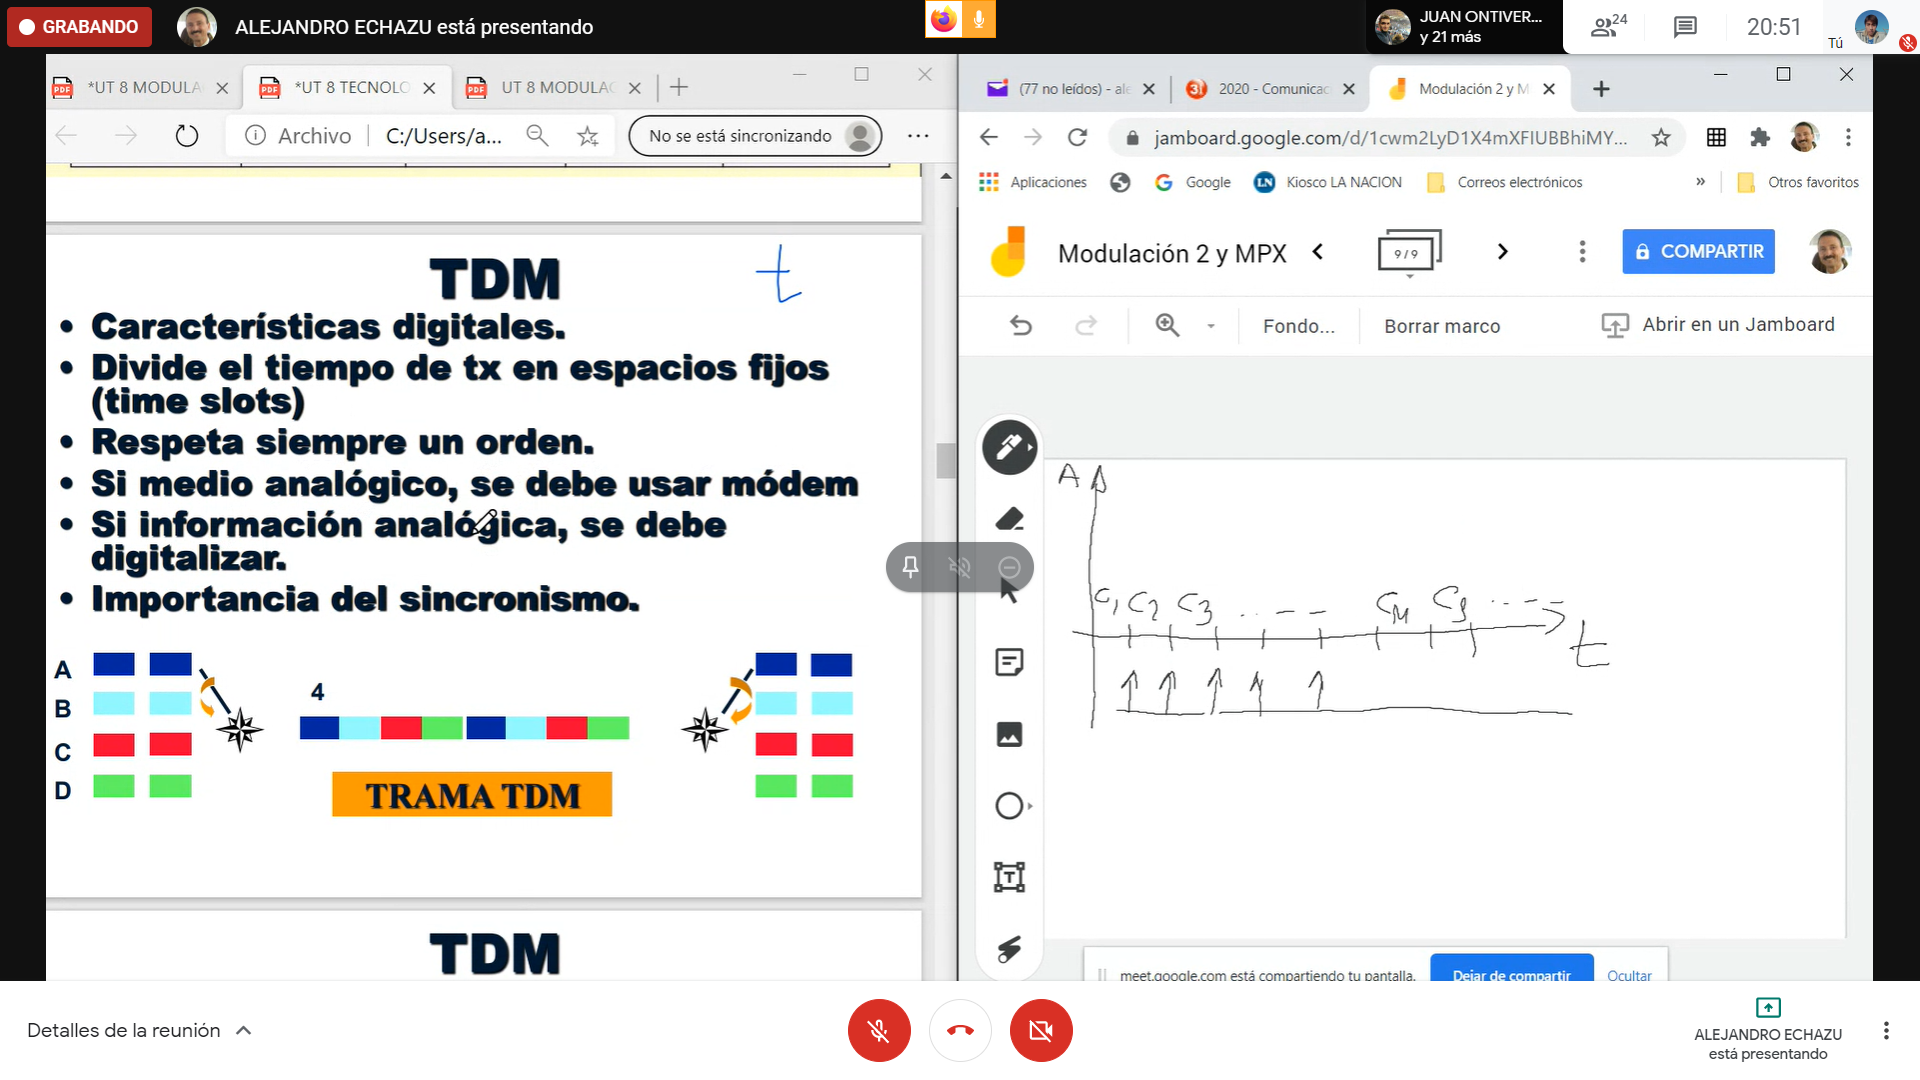 GRABANDO
ALEJANDRO ECHAZU está presentando
JUAN ONTIVER...
y 21 más
24
20:51
Tú
*UT 8 MODULA
*UT 8 TECNOLO
UT 8 MODULAC
Archivo
C:/Users/a...
No se está sincronizando
TDM
t
• Características digitales.
• Divide el tiempo de tx en espacios fijos
(time slots)
• Respeta siempre un orden.
• Si medio analógico, se debe usar módem
• Si información analógica, se debe
digitalizar.
• Importancia del sincronismo.
A
B
C
D
4
TRAMA TDM
TDM
(77 no leídos) - ale
2020 - Comunicac
Modulación 2 y M
jamboard.google.com/d/1cwm2LyD1X4mXFIUBBhiMY...
Aplicaciones
Google
LN
Kiosco LA NACION
Correos electrónicos
»
Otros favoritos
Modulación 2 y MPX
9/9
COMPARTIR
Fondo...
Borrar marco
Abrir en un Jamboard
A
C1 C2 C3 ..--
t
meet.google.com está compartiendo tu pantalla.
Dejar de compartir
Ocultar
Detalles de la reunión
ALEJANDRO ECHAZU
está presentando